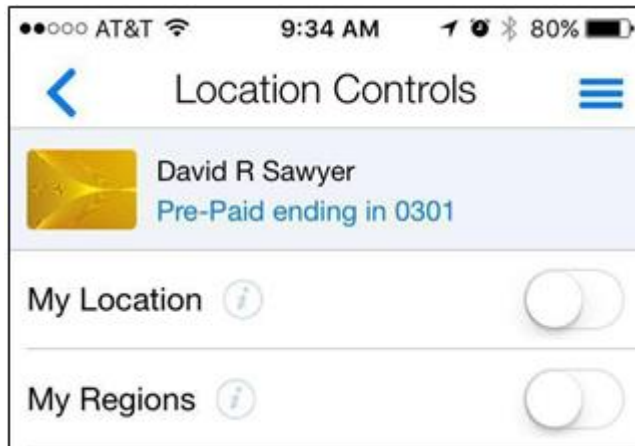 AT&T 9:34 AM 80%
Location Controls
David R Sawyer
Pre-Paid ending in 0301
My Location i
My Regions i